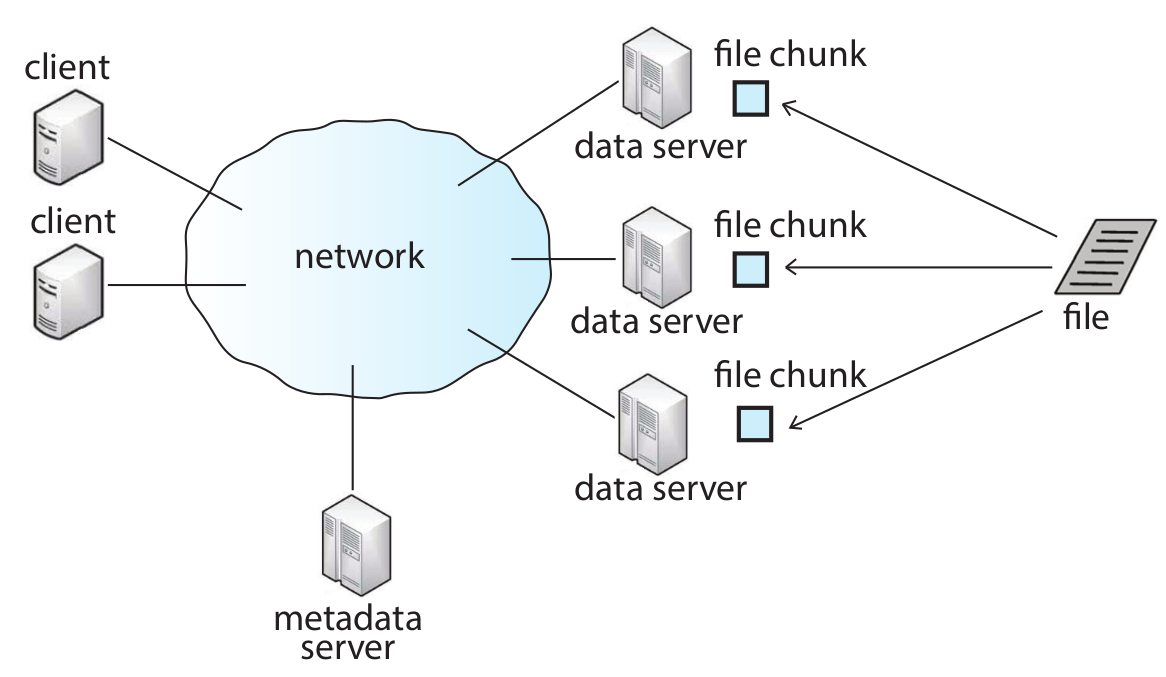 client
client
network
file chunk
data server
file chunk
data server
file chunk
data server
file
metadata
server